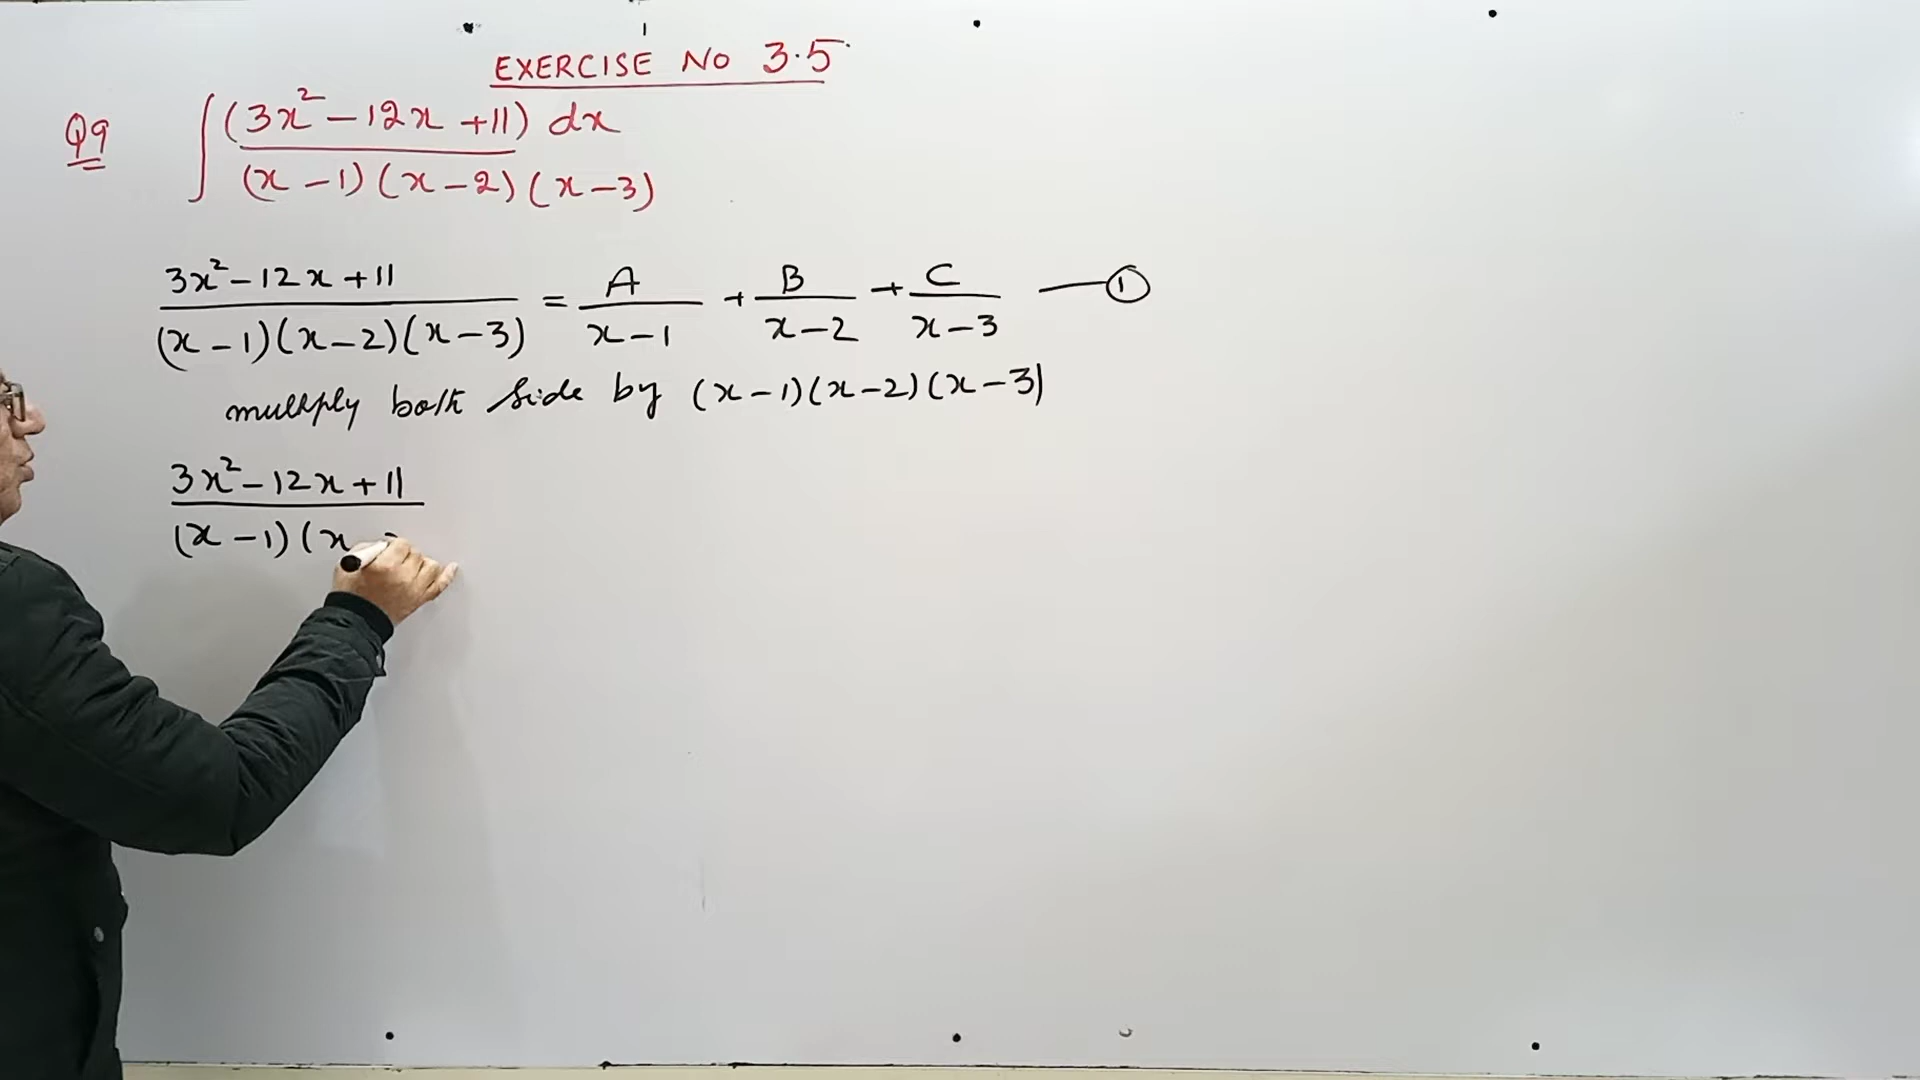 EXERCISE NO 3.5
Q9 ∫ (3x² - 12x + 11) dx / (x - 1)(x - 2)(x - 3)
3x² - 12x + 11 / (x - 1)(x - 2)(x - 3) = A / x - 1 + B / x - 2 + C / x - 3 — ①
multiply both side by (x - 1)(x - 2)(x - 3)
3x² - 12x + 11 / (x - 1)(x